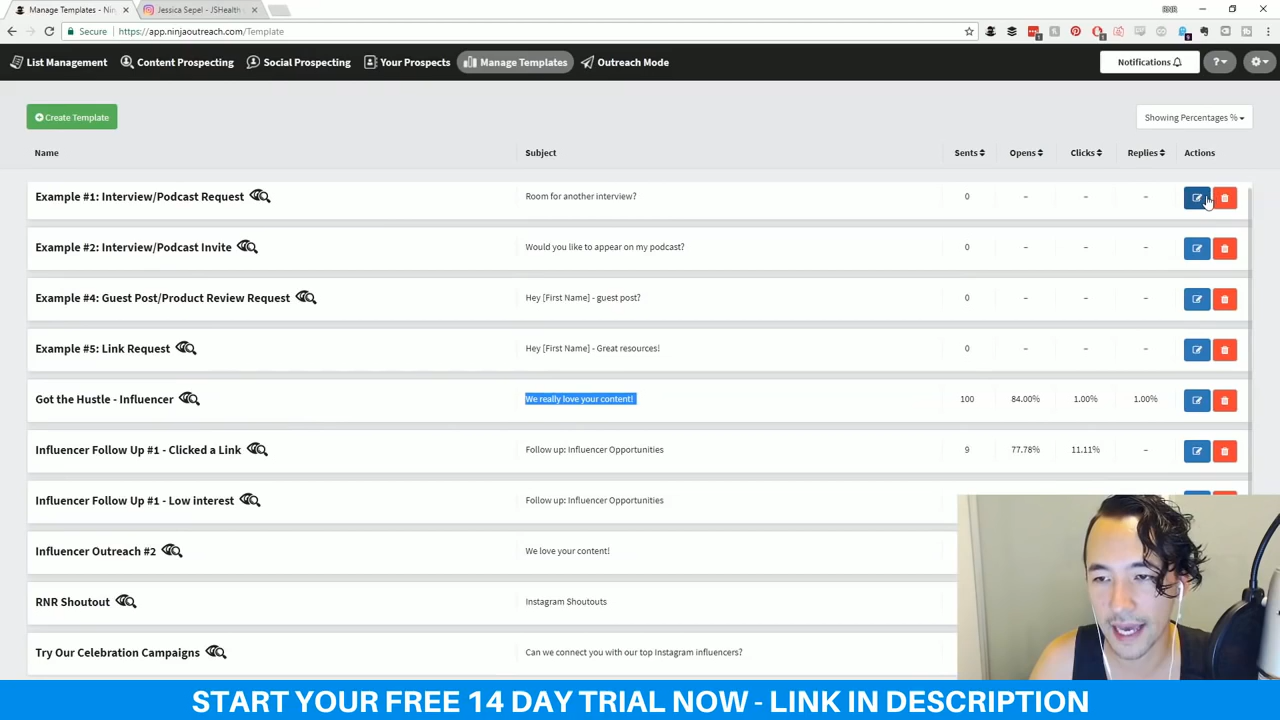 Manage Templates - Nin
Jessica Sepel - JSHealth
RNR
Secure
https://app.ninjaoutreach.com/Template
List Management
Content Prospecting
Social Prospecting
Your Prospects
Manage Templates
Outreach Mode
Notifications
?
Create Template
Showing Percentages %
Name Subject Sents Opens Clicks Replies Actions
Example #1: Interview/Podcast Request Room for another interview? 0 – – –
Example #2: Interview/Podcast Invite Would you like to appear on my podcast? 0 – – –
Example #4: Guest Post/Product Review Request Hey [First Name] - guest post? 0 – – –
Example #5: Link Request Hey [First Name] - Great resources! 0 – – –
Got the Hustle - Influencer We really love your content! 100 84.00% 1.00% 1.00%
Influencer Follow Up #1 - Clicked a Link Follow up: Influencer Opportunities 9 77.78% 11.11% –
Influencer Follow Up #1 - Low interest Follow up: Influencer Opportunities
Influencer Outreach #2 We love your content!
RNR Shoutout Instagram Shoutouts
Try Our Celebration Campaigns Can we connect you with our top Instagram influencers?
START YOUR FREE 14 DAY TRIAL NOW - LINK IN DESCRIPTION